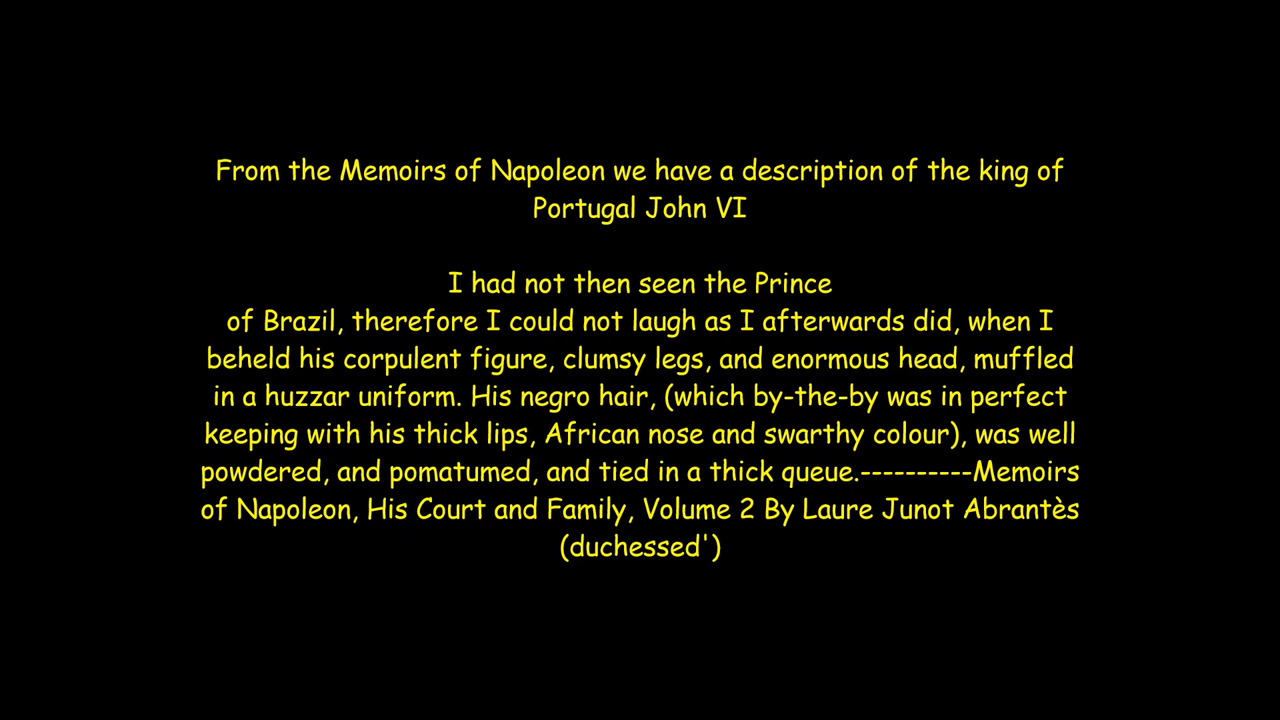 From the Memoirs of Napoleon we have a description of the king of
Portugal John VI
I had not then seen the Prince
of Brazil, therefore I could not laugh as I afterwards did, when I
beheld his corpulent figure, clumsy legs, and enormous head, muffled
in a huzzar uniform. His negro hair, (which by-the-by was in perfect
keeping with his thick lips, African nose and swarthy colour), was well
powdered, and pomatumed, and tied in a thick queue.----------Memoirs
of Napoleon, His Court and Family, Volume 2 By Laure Junot Abrantès
(duchessed')